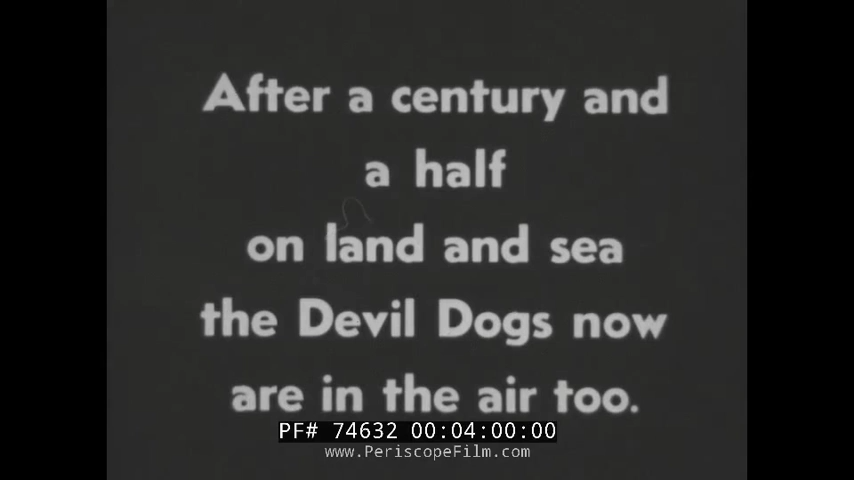 After a century and
a half
on land and sea
the Devil Dogs now
are in the air too.
PF# 74632 00:04:00:00
www.PeriscopeFilm.com